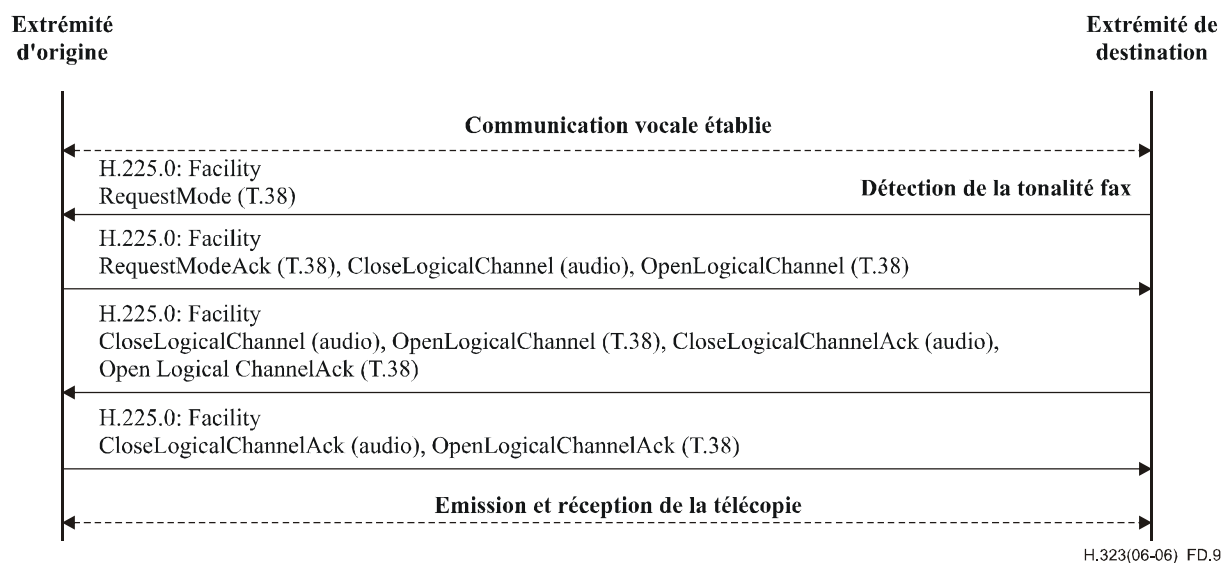 Extrémité
d'origine
Extrémité de
destination
Communication vocale établie
H.225.0: Facility
RequestMode (T.38)
Détection de la tonalité fax
H.225.0: Facility
RequestModeAck (T.38), CloseLogicalChannel (audio), OpenLogicalChannel (T.38)
H.225.0: Facility
CloseLogicalChannel (audio), OpenLogicalChannel (T.38), CloseLogicalChannelAck (audio),
Open Logical ChannelAck (T.38)
H.225.0: Facility
CloseLogicalChannelAck (audio), OpenLogicalChannelAck (T.38)
Emission et réception de la télécopie
H.323(06-06) FD.9